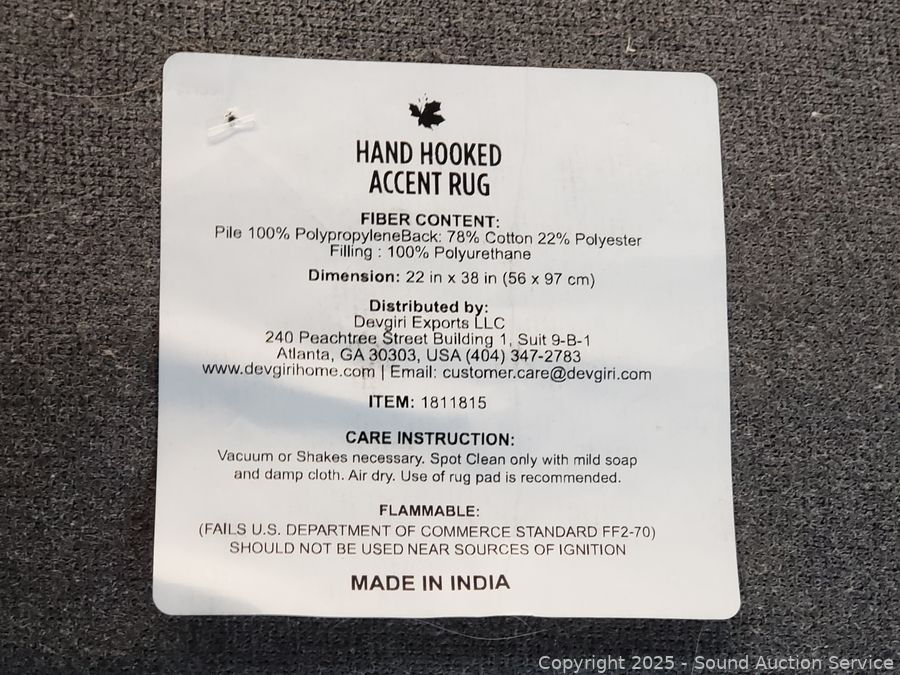 HAND HOOKED
ACCENT RUG
FIBER CONTENT:
Pile 100% PolypropyleneBack: 78% Cotton 22% Polyester
Filling : 100% Polyurethane
Dimension: 22 in x 38 in (56 x 97 cm)
Distributed by:
Devgiri Exports LLC
240 Peachtree Street Building 1, Suit 9-B-1
Atlanta, GA 30303, USA (404) 347-2783
www.devgirihome.com | Email: customer.care@devgiri.com
ITEM: 1811815
CARE INSTRUCTION:
Vacuum or Shakes necessary. Spot Clean only with mild soap
and damp cloth. Air dry. Use of rug pad is recommended.
FLAMMABLE:
(FAILS U.S. DEPARTMENT OF COMMERCE STANDARD FF2-70)
SHOULD NOT BE USED NEAR SOURCES OF IGNITION
MADE IN INDIA
Copyright 2025 - Sound Auction Service